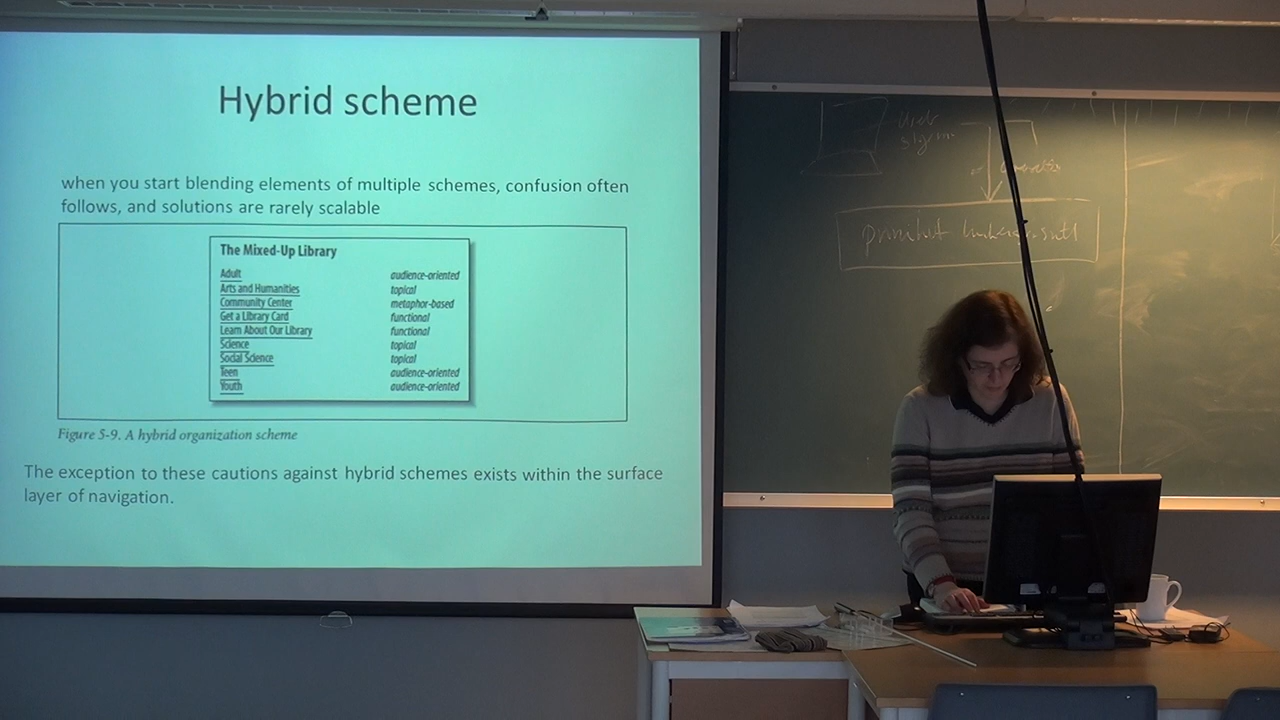 Hybrid scheme
when you start blending elements of multiple schemes, confusion often
follows, and solutions are rarely scalable
The Mixed-Up Library
Adult audience-oriented
Arts and Humanities topical
Community Center metaphor-based
Get a Library Card functional
Learn About Our Library functional
Science topical
Social Science topical
Teen audience-oriented
Youth audience-oriented
Figure 5-9. A hybrid organization scheme
The exception to these cautions against hybrid schemes exists within the surface
layer of navigation.